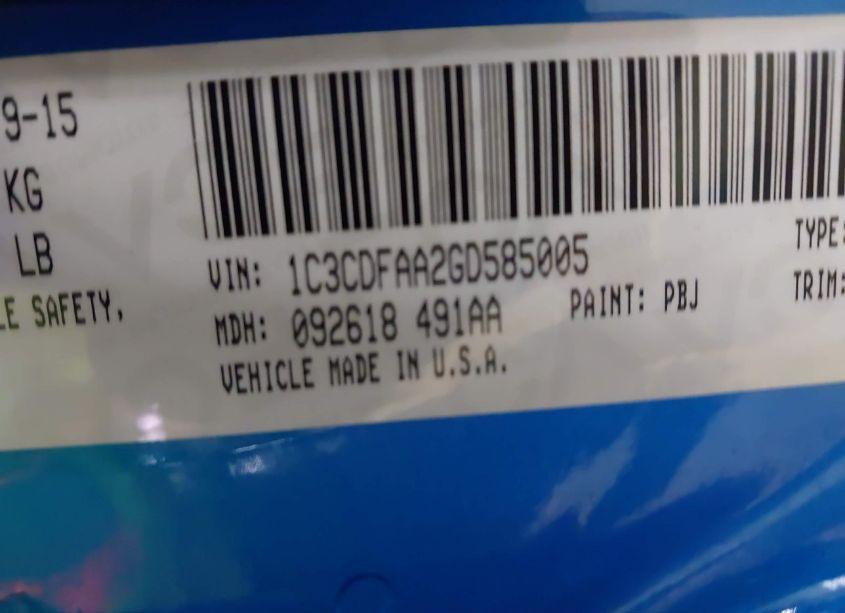 9-15
KG
LB
LE SAFETY,
VIN: 1C3CDFAA2GD585005
MDH: 092618 491AA
PAINT: PBJ
VEHICLE MADE IN U.S.A.
TYPE:
TRIM: